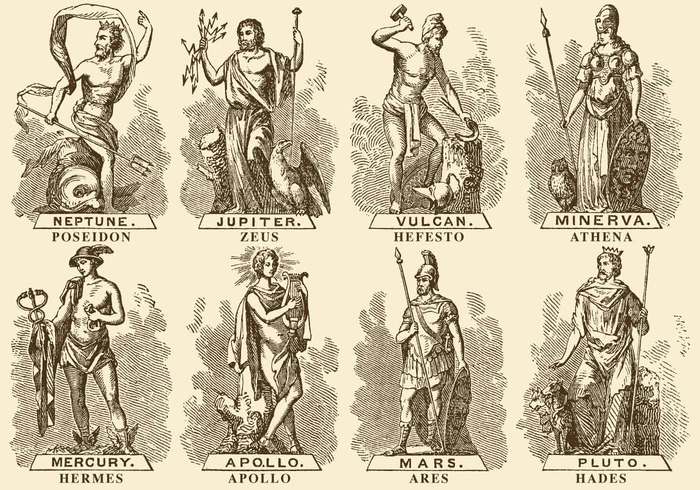 NEPTUNE.
POSEIDON
JUPITER.
ZEUS
VULCAN.
HEFESTO
MINERVA.
ATHENA
MERCURY.
HERMES
APOLLO.
APOLLO
MARS.
ARES
PLUTO.
HADES